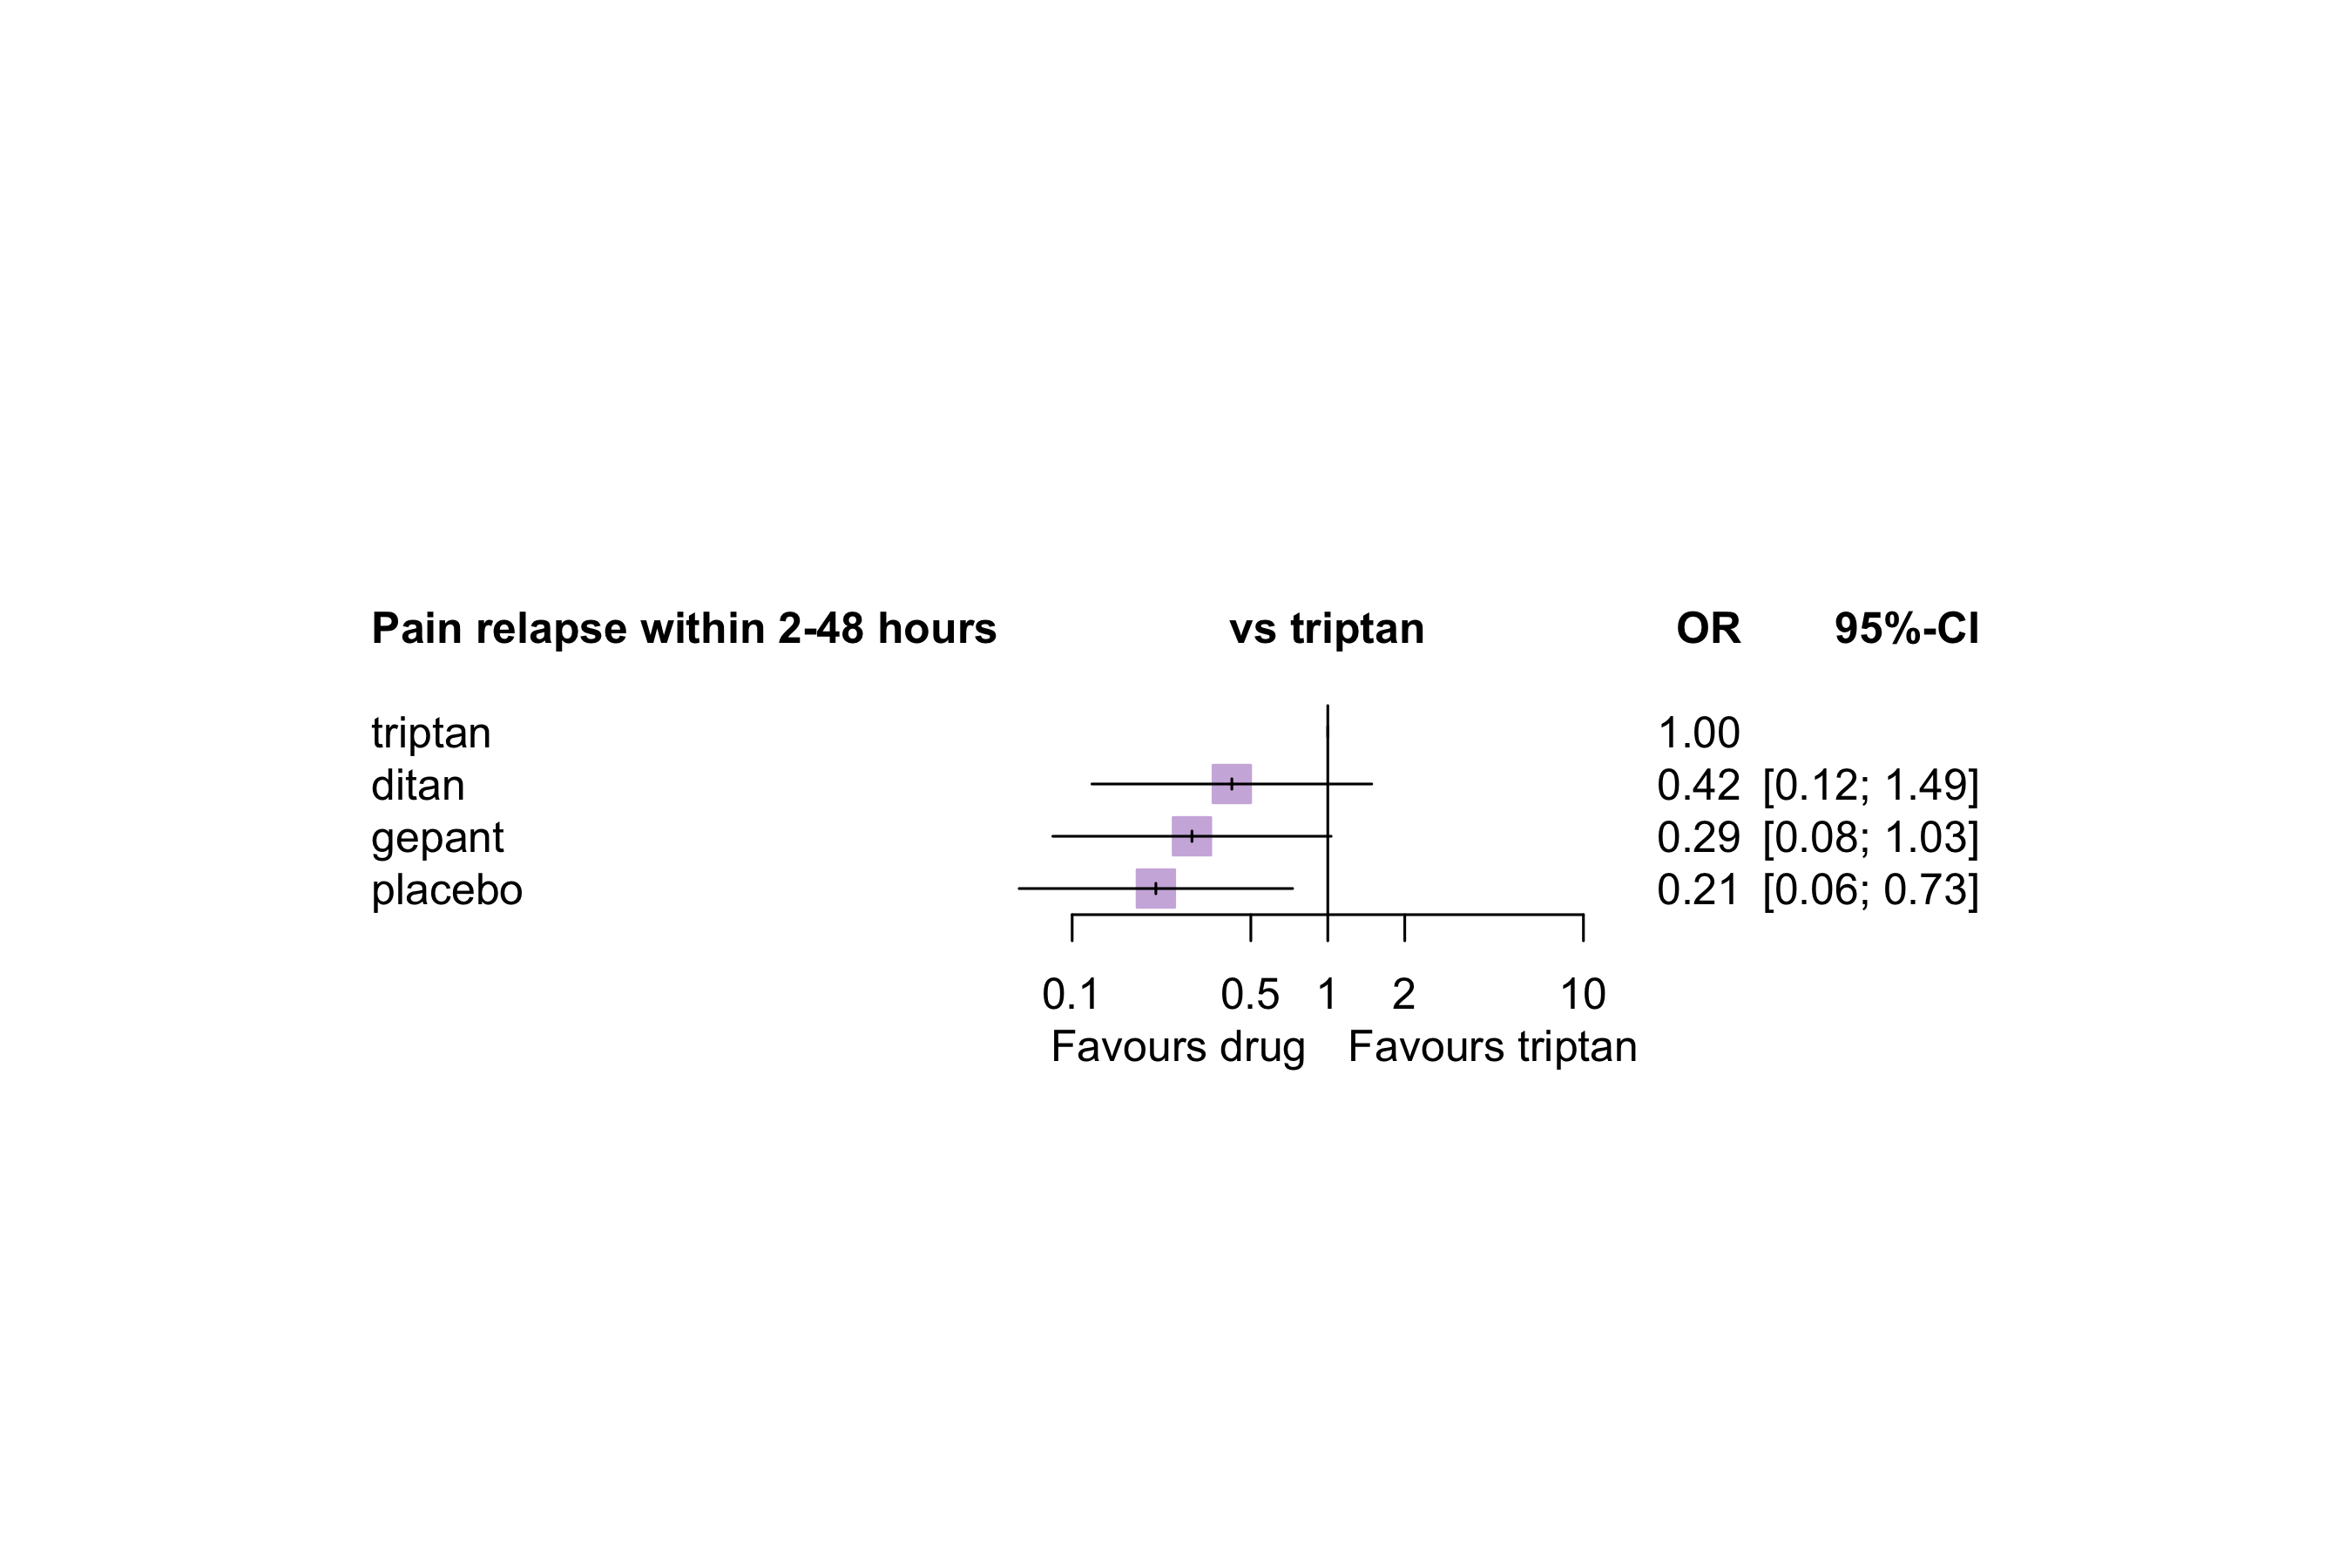 Pain relapse within 2-48 hours vs triptan OR 95%-CI
triptan 1.00
ditan 0.42 [0.12; 1.49]
gepant 0.29 [0.08; 1.03]
placebo 0.21 [0.06; 0.73]
0.1 0.5 1 2 10
Favours drug Favours triptan